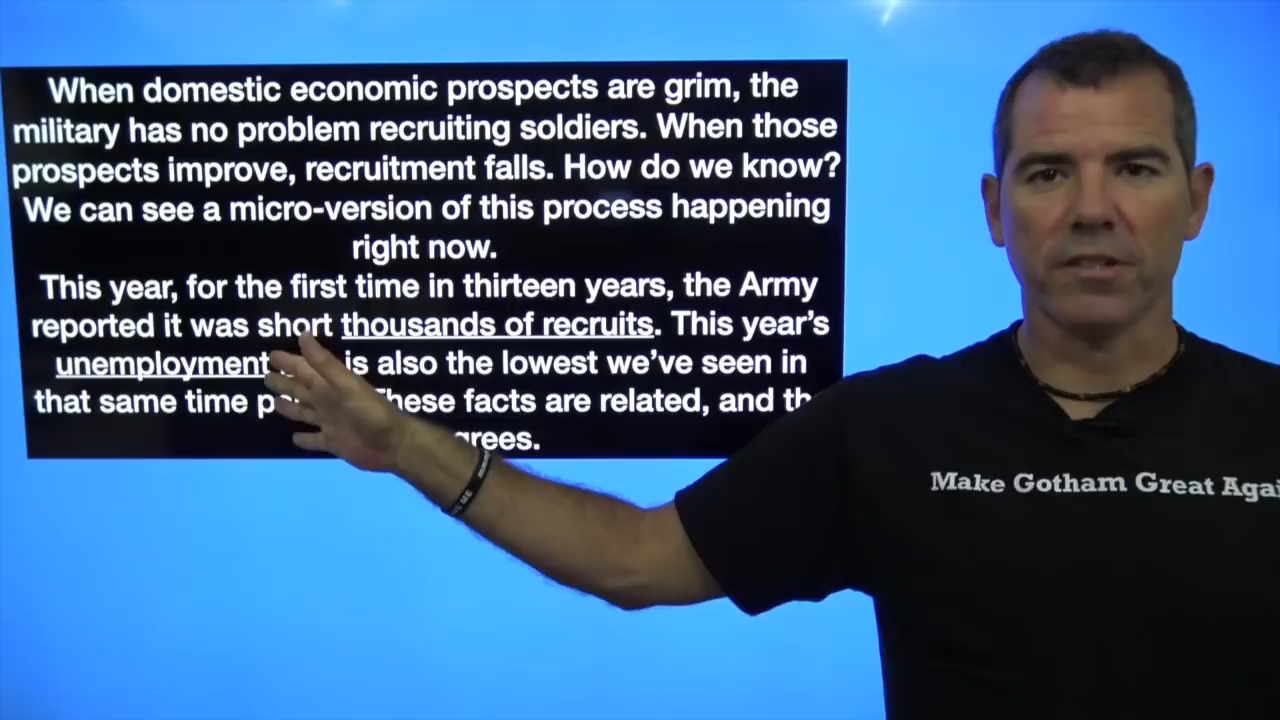 When domestic economic prospects are grim, the
military has no problem recruiting soldiers. When those
prospects improve, recruitment falls. How do we know?
We can see a micro-version of this process happening
right now.
This year, for the first time in thirteen years, the Army
reported it was short thousands of recruits. This year’s
unemployment is also the lowest we’ve seen in
that same time These facts are related, and
Make Gotham Great Agai
ME